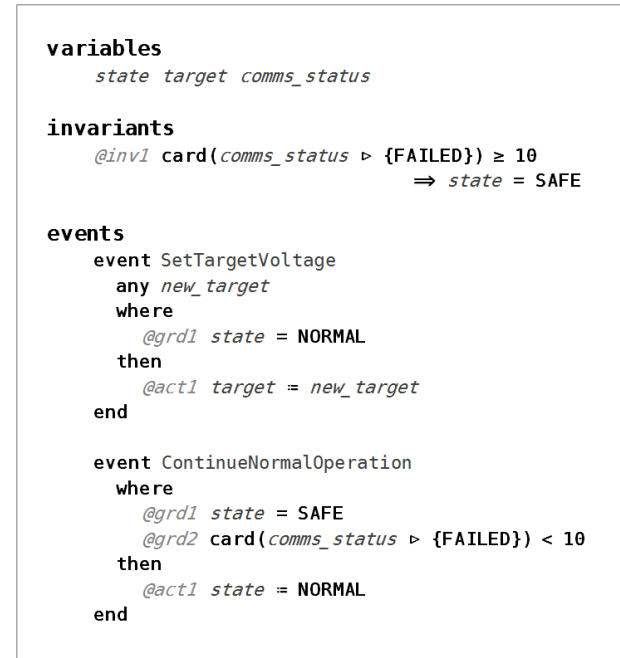 variables
state target comms_status
invariants
@inv1 card(comms_status ▹ {FAILED}) ≥ 10
⇒ state = SAFE
events
event SetTargetVoltage
any new_target
where
@grd1 state = NORMAL
then
@act1 target ≔ new_target
end
event ContinueNormalOperation
where
@grd1 state = SAFE
@grd2 card(comms_status ▹ {FAILED}) < 10
then
@act1 state ≔ NORMAL
end